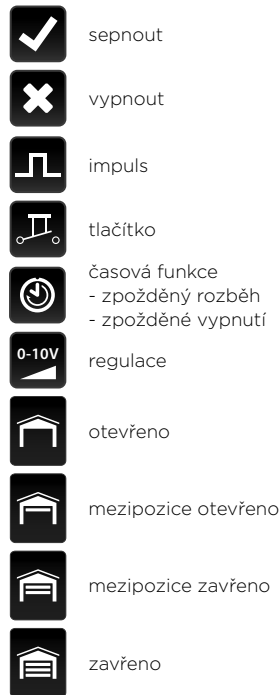 sepnout
vypnout
impuls
tlačítko
časová funkce
- zpožděný rozběh
- zpožděné vypnutí
0-10V
regulace
otevřeno
mezipozice otevřeno
mezipozice zavřeno
zavřeno